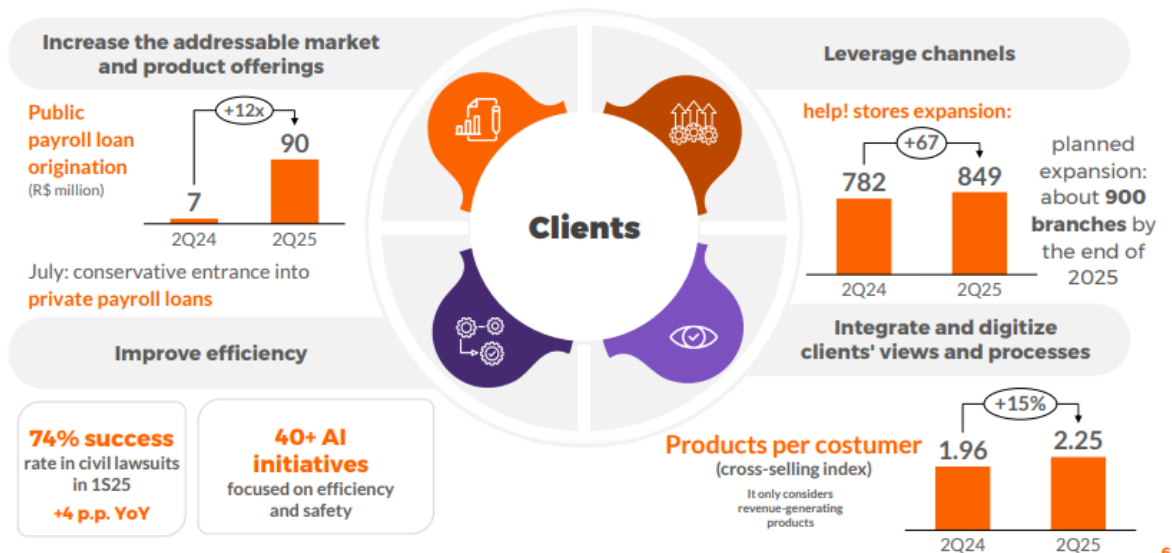 Increase the addressable market
and product offerings
Public
payroll loan
origination
(R$ million)
+12x
7
90
2Q24
2Q25
July: conservative entrance into
private payroll loans
Leverage channels
help! stores expansion:
+67
782
849
2Q24
2Q25
planned
expansion:
about 900
branches by
the end of
2025
Clients
Improve efficiency
74% success
rate in civil lawsuits
in 1S25
+4 p.p. YoY
40+ AI
initiatives
focused on efficiency
and safety
Integrate and digitize
clients' views and processes
Products per costumer
(cross-selling index)
It only considers
revenue-generating
products
+15%
1.96
2.25
2Q24
2Q25